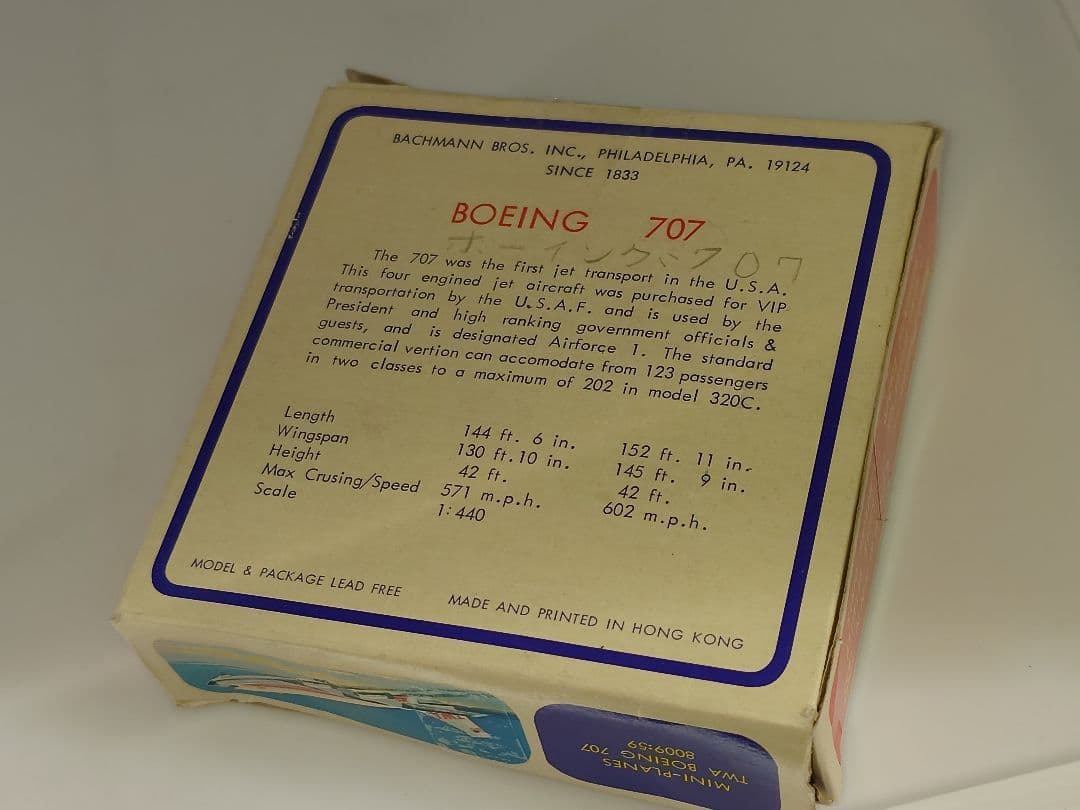 BACHMANN BROS. INC., PHILADELPHIA, PA. 19124
SINCE 1833
BOEING 707
ボーイング707
The 707 was the first jet transport in the U.S.A.
This four engined jet aircraft was purchased for VIP
transportation by the U.S.A.F. and is used by the
President and high ranking government officials &
guests, and is designated Airforce 1. The standard
commercial vertion can accomodate from 123 passengers
in two classes to a maximum of 202 in model 320C.
Length 144 ft. 6 in. 152 ft. 11 in.
Wingspan 130 ft. 10 in. 145 ft. 9 in.
Height 42 ft. 42 ft.
Max Crusing/Speed 571 m.p.h. 602 m.p.h.
Scale 1:440
MODEL & PACKAGE LEAD FREE MADE AND PRINTED IN HONG KONG
MINI-PLANES
TWA BOEING 707
8009:59